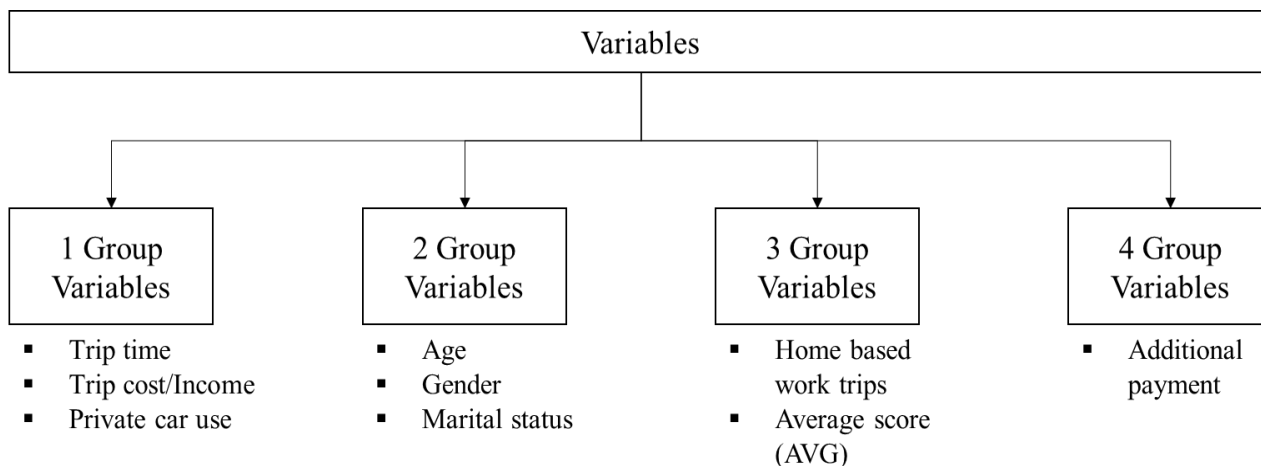 Variables
1 Group
Variables
▪ Trip time
▪ Trip cost/Income
▪ Private car use
2 Group
Variables
▪ Age
▪ Gender
▪ Marital status
3 Group
Variables
▪ Home based
work trips
▪ Average score
(AVG)
4 Group
Variables
▪ Additional
payment